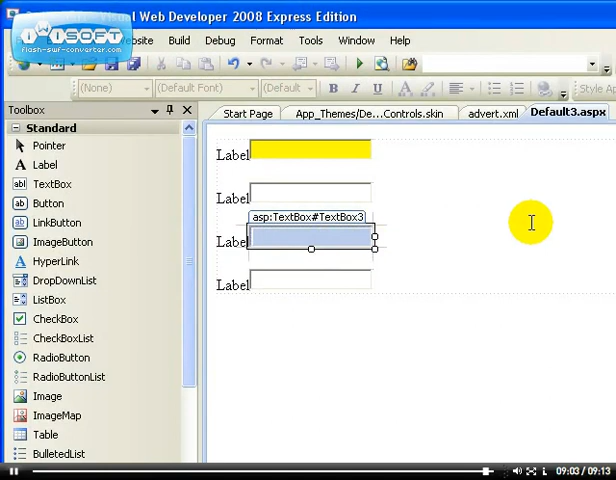 Visual Web Developer 2008 Express Edition
iWiSOFT
flash-swf-converter.com
Website Build Debug Format Tools Window Help
(None) (Default Font) (Default B I U A Style Ap
Toolbox
Start Page App_Themes/De...Controls.skin advert.xml Default3.aspx
Standard
Pointer
Label
TextBox
Button
LinkButton
ImageButton
HyperLink
DropDownList
ListBox
CheckBox
CheckBoxList
RadioButton
RadioButtonList
Image
ImageMap
Table
BulletedList
Label
Label
asp:TextBox#TextBox3
Label
Label
09:03 / 09:13